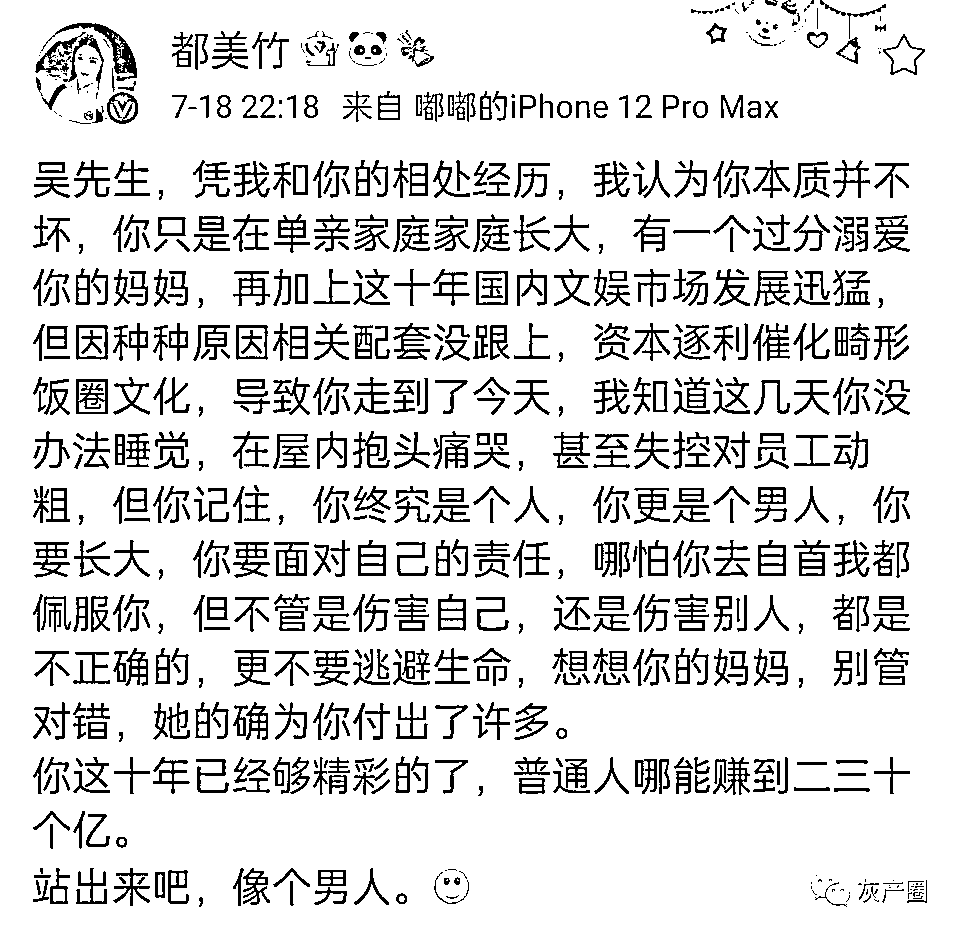 都美竹
7-18 22:18 来自 嘟嘟的iPhone 12 Pro Max
吴先生，凭我和你的相处经历，我认为你本质并不
坏，你只是在单亲家庭家庭长大，有一个过分溺爱
你的妈妈，再加上这十年国内文娱市场发展迅猛，
但因种种原因相关配套没跟上，资本逐利催化畸形
饭圈文化，导致你走到了今天，我知道这几天你没
办法睡觉，在屋内抱头痛哭，甚至失控对员工动
粗，但你记住，你终究是个人，你更是个男人，你
要长大，你要面对自己的责任，哪怕你去自首我都
佩服你，但不管是伤害自己，还是伤害别人，都是
不正确的，更不要逃避生命，想想你的妈妈，别管
对错，她的确为你付出了许多。
你这十年已经够精彩的了，普通人哪能赚到二三十
个亿。
站出来吧，像个男人。
灰产圈